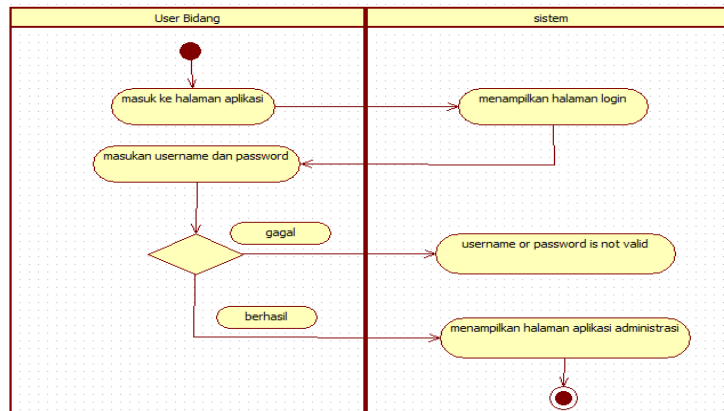 User Bidang
sistem
masuk ke halaman aplikasi
menampilkan halaman login
masukan username dan password
gagal
username or password is not valid
berhasil
menampilkan halaman aplikasi administrasi